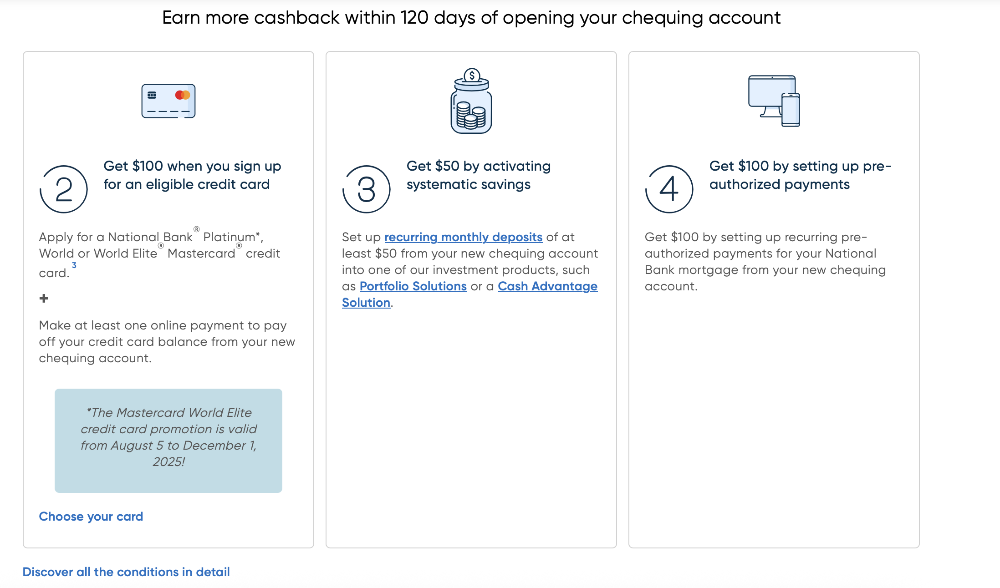 Earn more cashback within 120 days of opening your chequing account
$
2
Get $100 when you sign up
for an eligible credit card
Apply for a National Bank® Platinum*,
World or World Elite® Mastercard® credit
card. 3
+
Make at least one online payment to pay
off your credit card balance from your new
chequing account.
*The Mastercard World Elite
credit card promotion is valid
from August 5 to December 1,
2025!
Choose your card
3
Get $50 by activating
systematic savings
Set up recurring monthly deposits of at
least $50 from your new chequing account
into one of our investment products, such
as Portfolio Solutions or a Cash Advantage
Solution.
4
Get $100 by setting up pre-
authorized payments
Get $100 by setting up recurring pre-
authorized payments for your National
Bank mortgage from your new chequing
account.
Discover all the conditions in detail